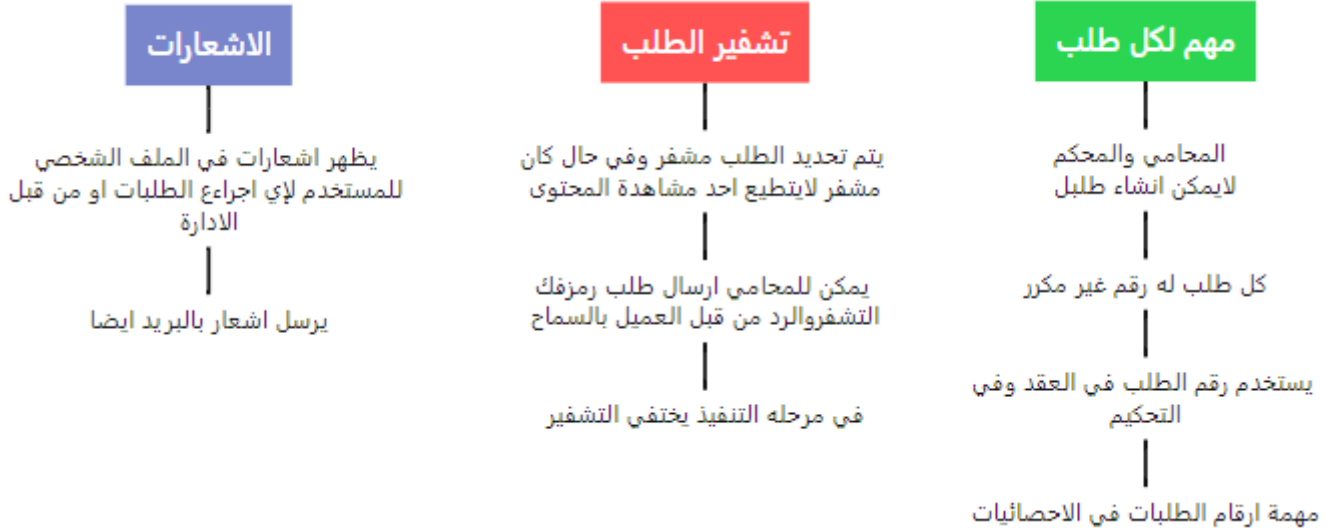 مهم لكل طلب
المحامي والمحكم
لايمكن انشاء طلبل
كل طلب له رقم غير مكرر
يستخدم رقم الطلب في العقد وفي
التحكيم
مهمة ارقام الطلبات في الاحصائيات
تشفير الطلب
يتم تحديد الطلب مشفر وفي حال كان
مشفر لايتطيع احد مشاهدة المحتوى
يمكن للمحامي ارسال طلب رمزفك
التشفروالرد من قبل العميل بالسماح
في مرحله التنفيذ يختفي التشفير
الاشعارات
يظهر اشعارات في الملف الشخصي
للمستخدم لإي اجراءع الطلبات او من قبل
الادارة
يرسل اشعار بالبريد ايضا